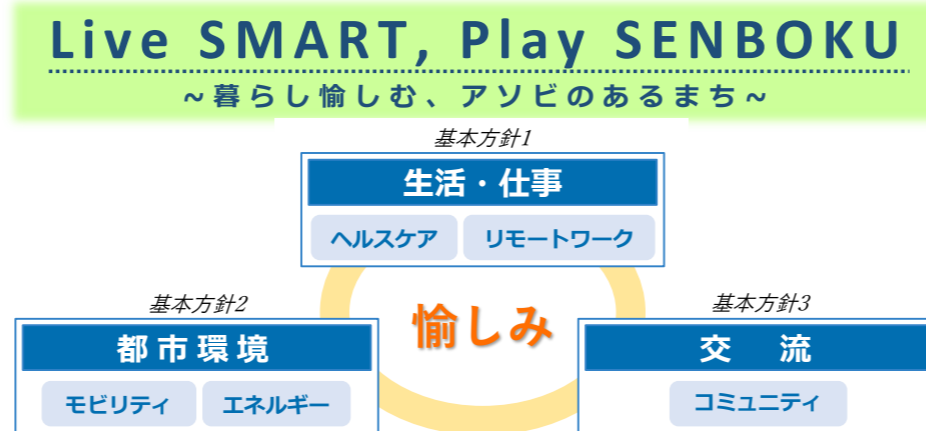 Live SMART, Play SENBOKU
~暮らし愉しむ、アソビのあるまち~
基本方針1
生活・仕事
ヘルスケア リモートワーク
愉しみ
基本方針2
都市環境
モビリティ エネルギー
基本方針3
交 流
コミュニティ